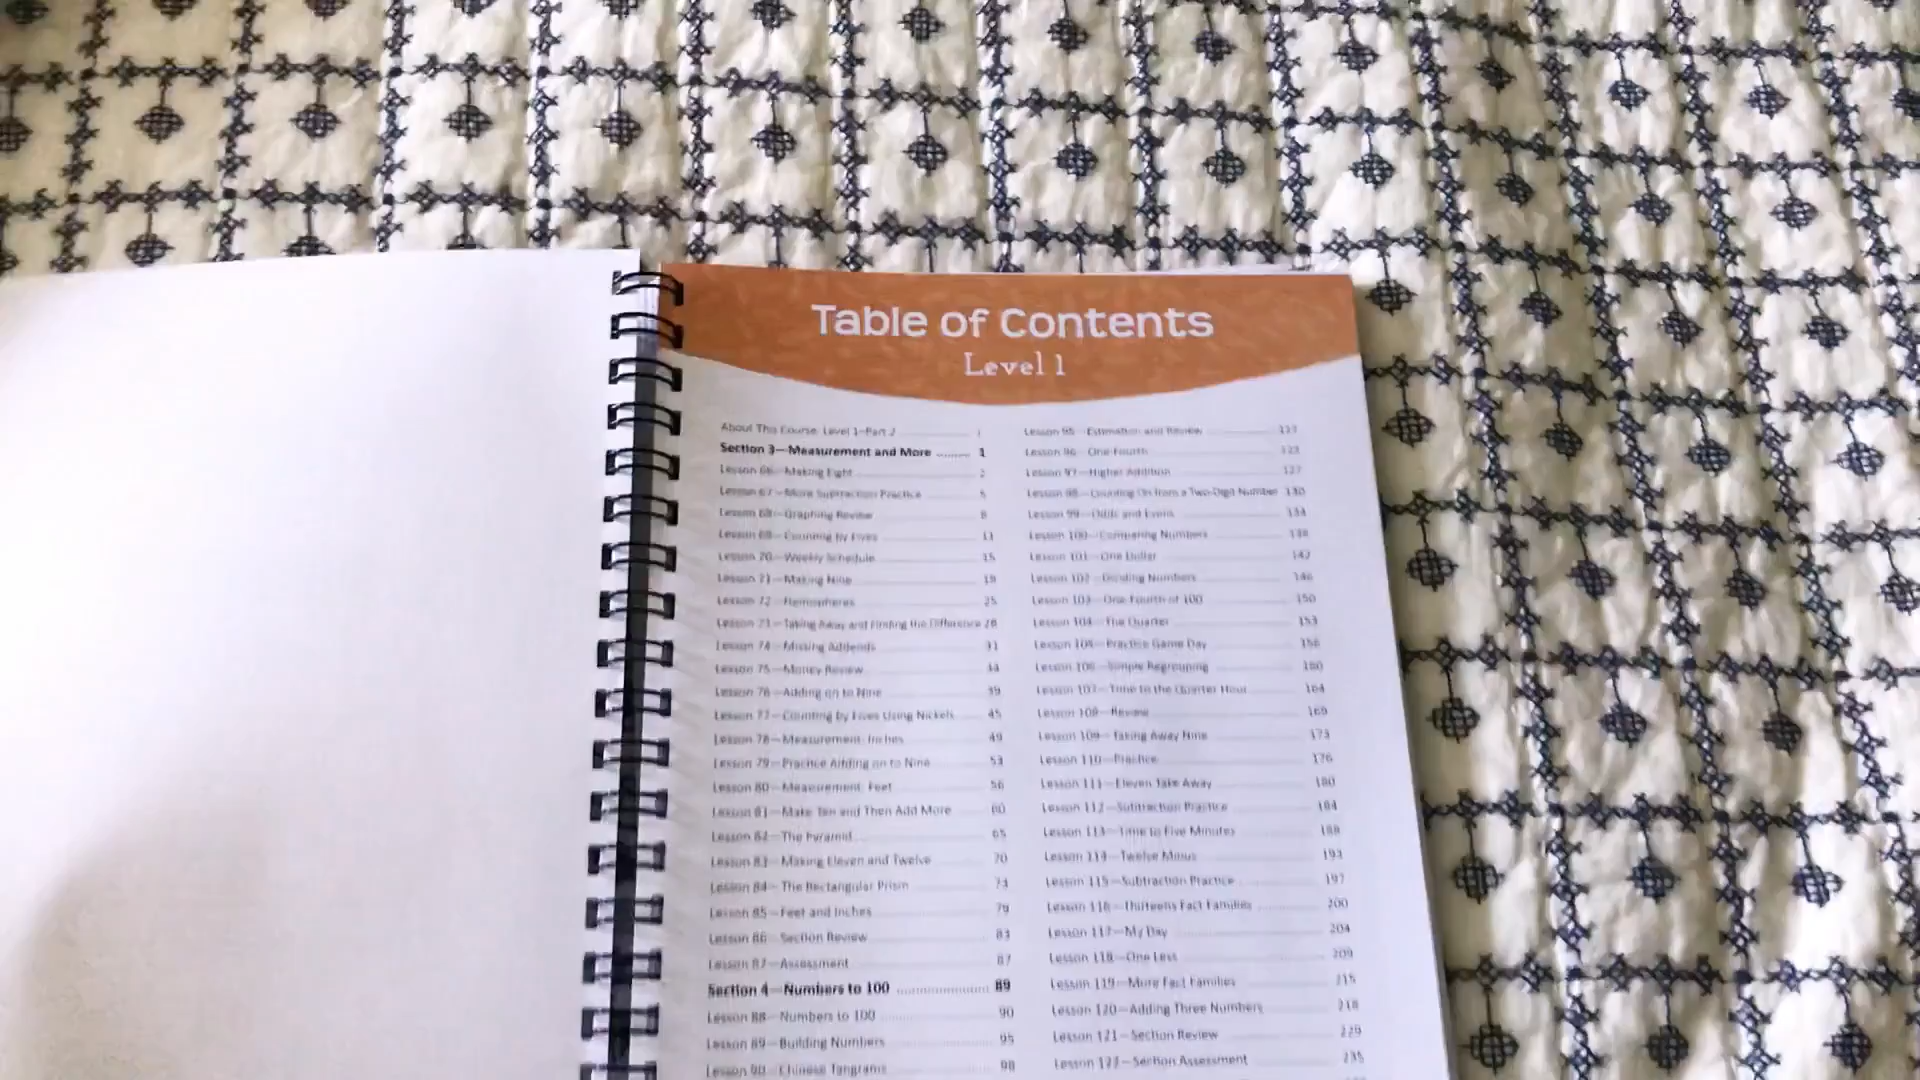 Table of Contents
Level 1
About This Course: Level 1–Part 2
Section 3—Measurement and More 1
Lesson 66—Making Eight 2
Lesson 67—More Subtraction Practice 5
Lesson 68—Graphing Review 8
Lesson 69—Counting by Fives 11
Lesson 70—Weekly Schedule 15
Lesson 71—Making Nine
Lesson 72—Hemispheres 25
Lesson 73—Taking Away and Finding the Difference 28
Lesson 74—Missing Addends 31
Lesson 75—Money Review
Lesson 76—Adding on to Nine 39
Lesson 77—Counting by Fives Using Nickels 45
Lesson 78—Measurement: Inches 49
Lesson 79—Practice Adding on to Nine 53
Lesson 80—Measurement: Feet 56
Lesson 81—Make Ten and Then Add More 60
Lesson 82—The Pyramid 65
Lesson 83—Making Eleven and Twelve 70
Lesson 84—The Rectangular Prism
Lesson 85—Feet and Inches 79
Lesson 86—Section Review 83
Lesson 87—Assessment 87
Section 4—Numbers to 100 89
Lesson 88—Numbers to 100 90
Lesson 89—Building Numbers 95
Lesson 90—Chinese Tangrams 98
Lesson 95—Estimation and Review
Lesson 96—One-Fourth
Lesson 97—Higher Addition 127
Lesson 98—Counting On from a Two-Digit Number 130
Lesson 99—Odds and Evens 134
Lesson 100—Comparing Numbers 138
Lesson 101—One Dollar 142
Lesson 102—Dividing Numbers 146
Lesson 103—One-Fourth of 100 150
Lesson 104—The Quarter 153
Lesson 105—Practice Game Day 156
Lesson 106—Simple Regrouping 160
Lesson 107—Time to the Quarter Hour 164
Lesson 108—Review 169
Lesson 109—Taking Away Nine 173
Lesson 110—Practice 176
Lesson 111—Eleven Take Away 180
Lesson 112—Subtraction Practice 184
Lesson 113—Time to Five Minutes 188
Lesson 114—Twelve Minus 193
Lesson 115—Subtraction Practice 197
Lesson 116—Thirteens Fact Families 200
Lesson 117—My Day 204
Lesson 118—One Less 209
Lesson 119—More Fact Families 215
Lesson 120—Adding Three Numbers 218
Lesson 121—Section Review 229
Lesson 122—Section Assessment 235